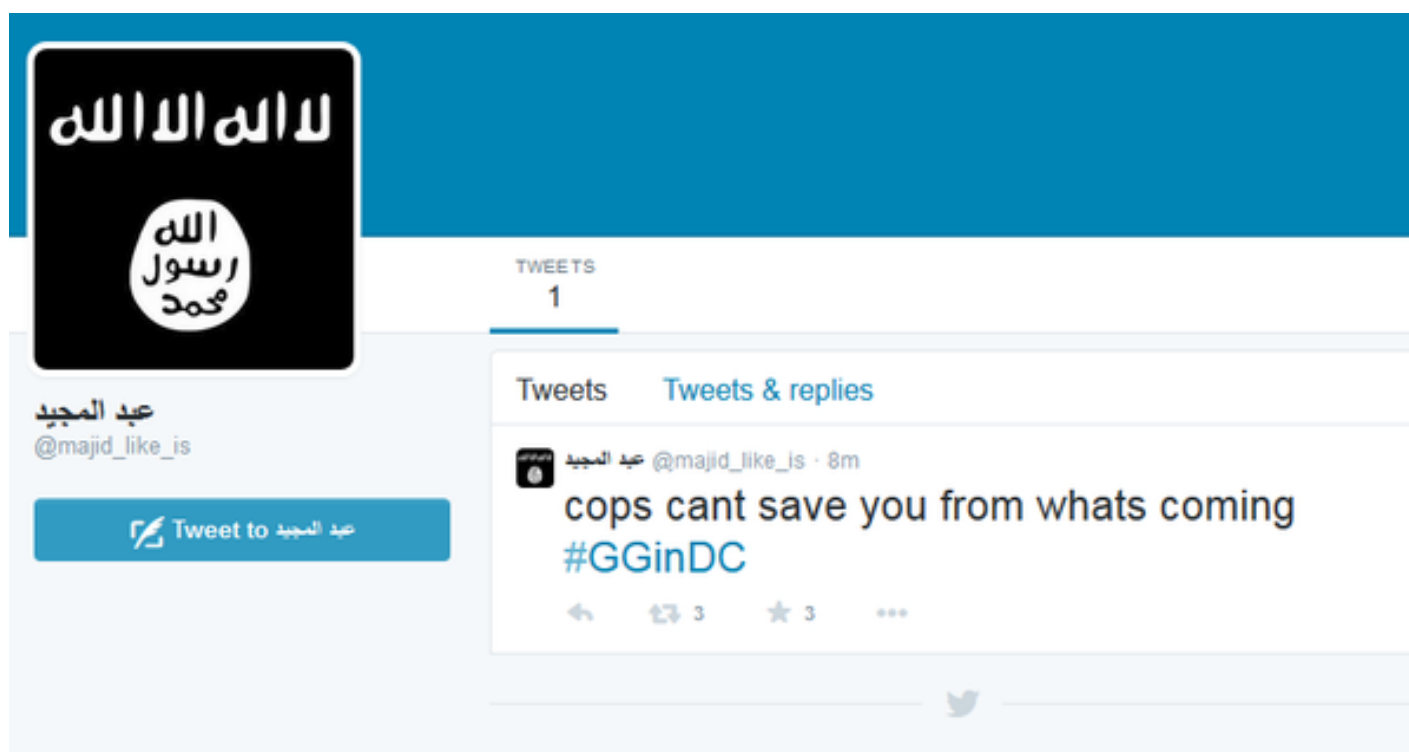 لا اله الا الله
الله
رسول
محمد
TWEETS
1
عبد المجيد
@majid_like_is
Tweet to عبد المجيد
Tweets Tweets & replies
عبد المجيد @majid_like_is · 8m
cops cant save you from whats coming
#GGinDC
3 3